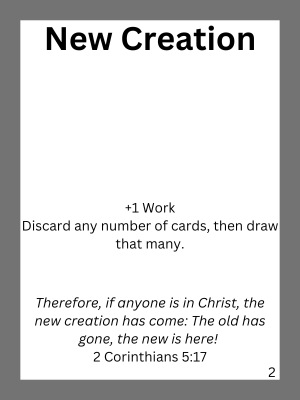 New Creation
+1 Work
Discard any number of cards, then draw
that many.
Therefore, if anyone is in Christ, the
new creation has come: The old has
gone, the new is here!
2 Corinthians 5:17
2